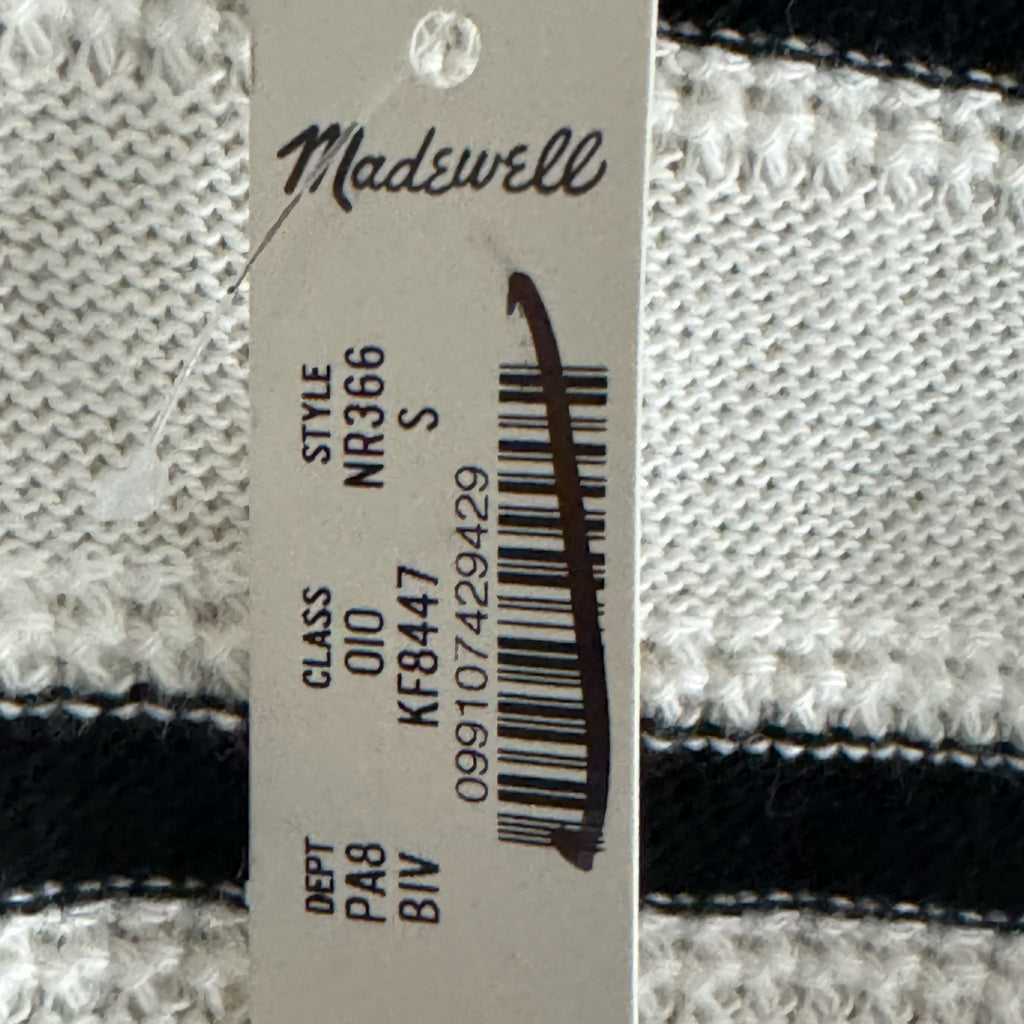 Madewell
DEPT CLASS STYLE
PA8 010 NR366
BIV KF8447 S
099107429429